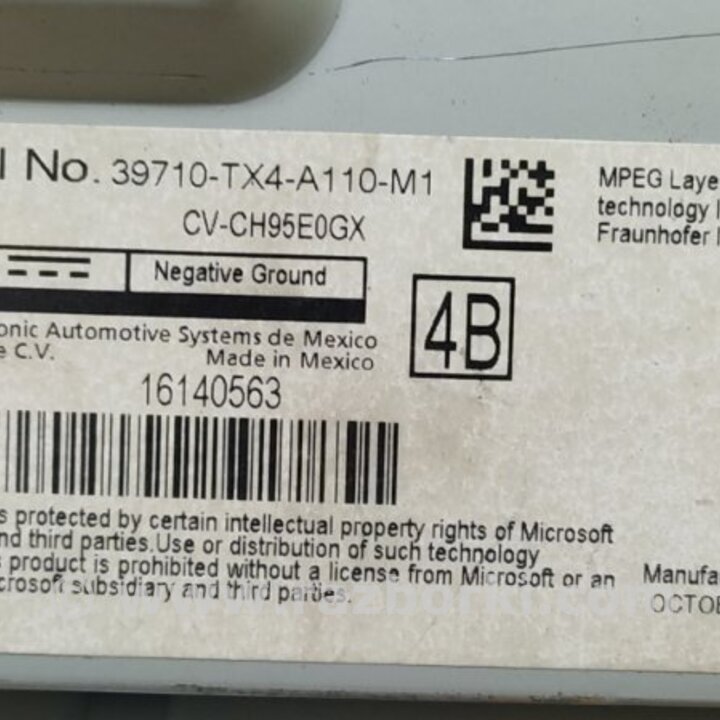 l No. 39710-TX4-A110-M1
CV-CH95E0GX
Negative Ground
4B
onic Automotive Systems de Mexico
e C.V.
Made in Mexico
16140563
MPEG Laye
technology l
Fraunhofer I
s protected by certain intellectual property rights of Microsoft
nd third parties.Use or distribution of such technology
s product is prohibited without a license from Microsoft or an
crosoft subsidiary and third parties.
Manufa
OCTOB